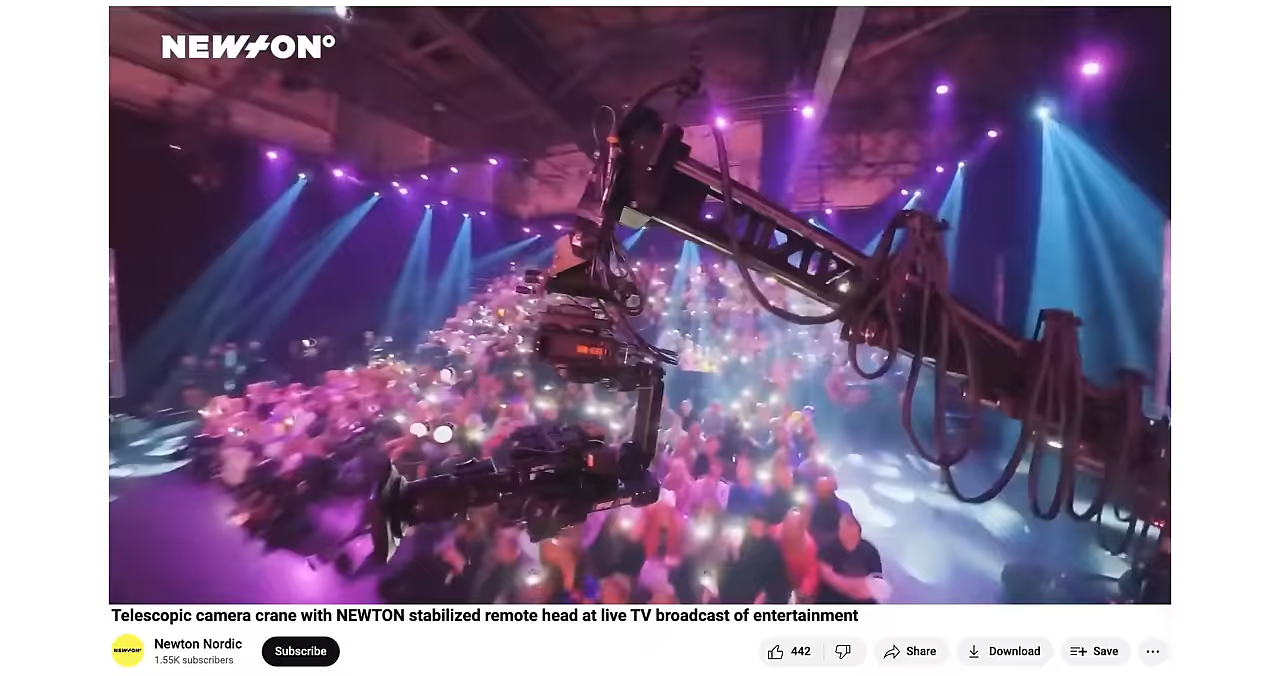 NEWTON°
Telescopic camera crane with NEWTON stabilized remote head at live TV broadcast of entertainment
NEWTON°
Newton Nordic
1.55K subscribers
Subscribe
442
Share
Download
Save